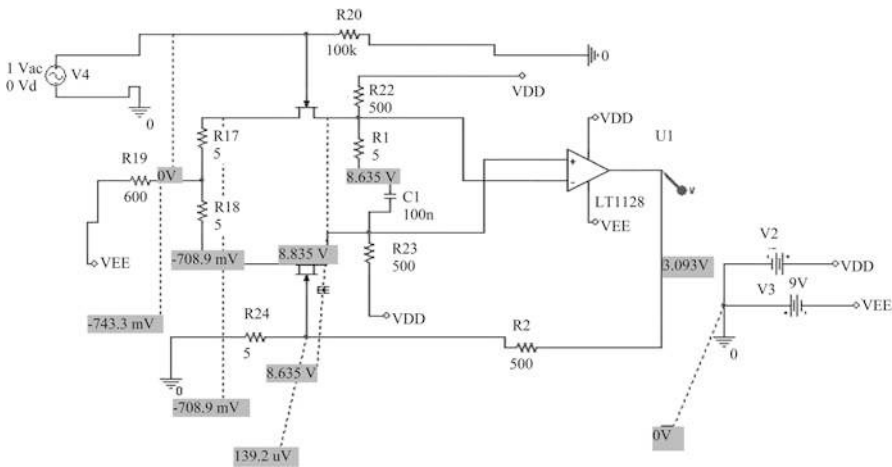 R20
100k
0
1 Vac
0 Vd
V4
0
R22
500
VDD
R17
5
R1
5
VDD
U1
R19
600
0V
8.635 V
C1
100n
LT1128
R18
5
VEE
VEE
-708.9 mV
8.835 V
R23
500
3.093V
V2
VDD
V3
9V
VEE
-743.3 mV
R24
5
VDD
R2
500
0
8.635 V
0
-708.9 mV
139.2 uV
0V